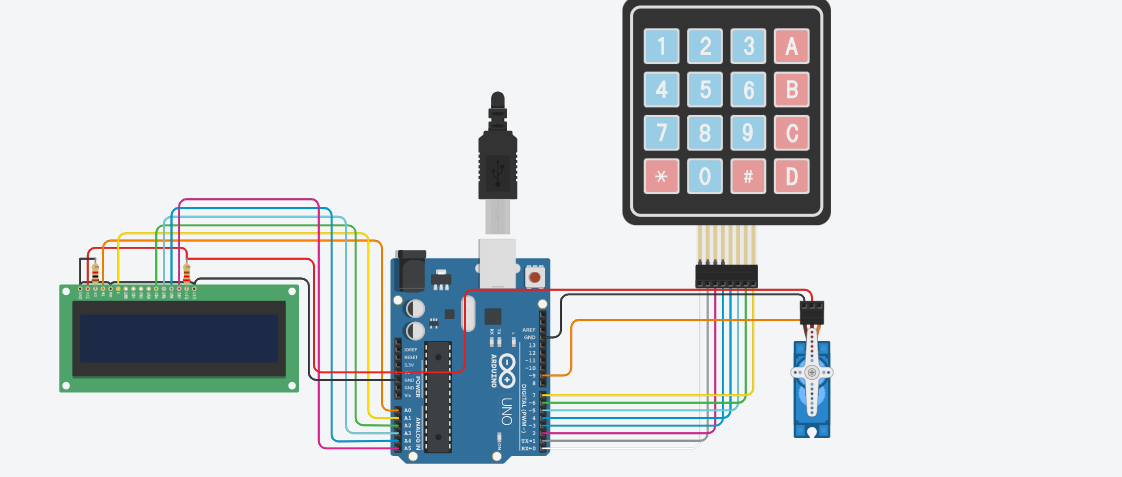 1 2 3 A
4 5 6 B
7 8 9 C
* 0 # D
IOREF
RESET
3.3V
GND
GND
Vin
POWER
A0
A1
A2
A3
A4
A5
ANALOG IN
ARDUINO
UNO
TX
RX
L
ON
AREF
GND
13
12
~11
~10
~9
8
7
~6
~5
4
~3
2
TX→1
RX←0
DIGITAL (PWM~)